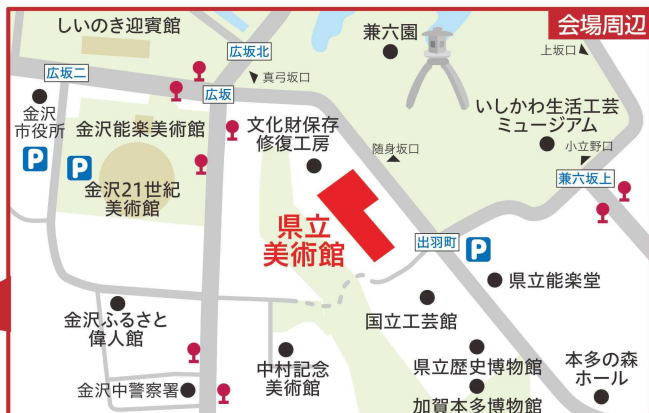 会場周辺
しいのき迎賓館
兼六園
上坂口
広坂北
広坂二
真弓坂口
広坂
金沢
市役所
金沢能楽美術館
文化財保存
修復工房
いしかわ生活工芸
ミュージアム
随身坂口
小立野口
P
P
金沢21世紀
美術館
兼六坂上
県立
美術館
出羽町
P
県立能楽堂
金沢ふるさと
偉人館
国立工芸館
中村記念
美術館
県立歴史博物館
本多の森
ホール
金沢中警察署
加賀本多博物館